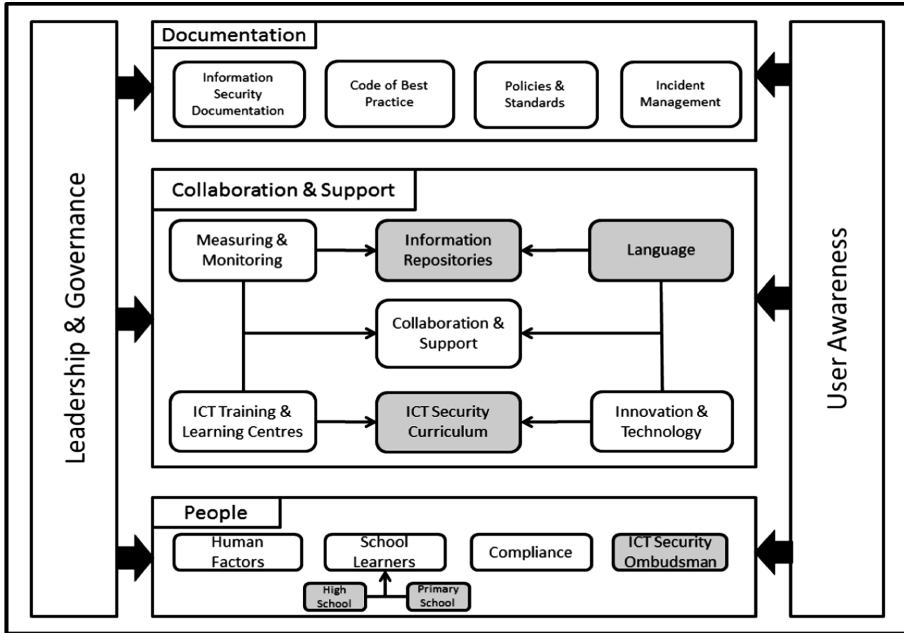 Leadership & Governance
Documentation
Information
Security
Documentation
Code of Best
Practice
Policies &
Standards
Incident
Management
Collaboration & Support
Measuring &
Monitoring
Information
Repositories
Language
Collaboration &
Support
ICT Training &
Learning Centres
ICT Security
Curriculum
Innovation &
Technology
People
Human
Factors
School
Learners
Compliance
ICT Security
Ombudsman
High
School
Primary
School
User Awareness